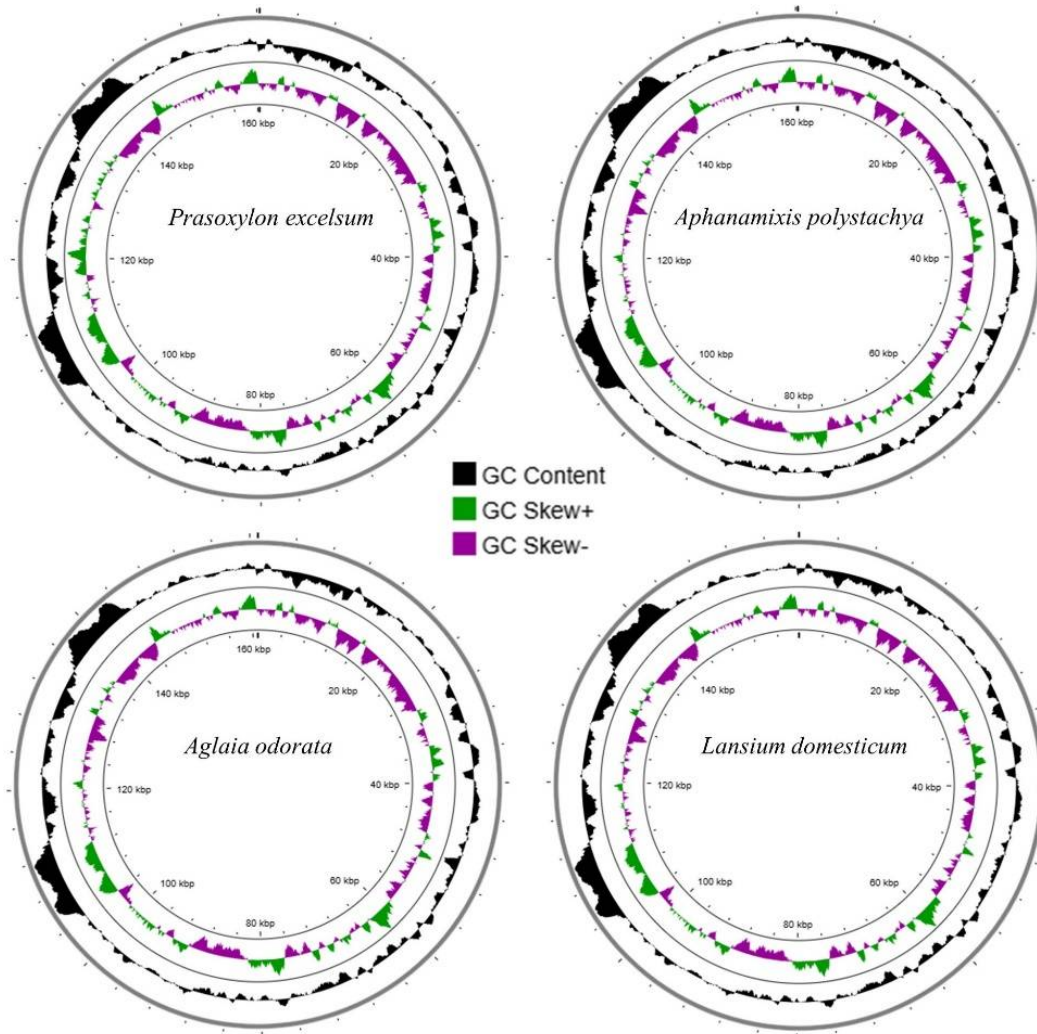 160 kbp
140 kbp
20 kbp
Prasoxylon excelsum
120 kbp
40 kbp
100 kbp
60 kbp
80 kbp
160 kbp
140 kbp
20 kbp
Aphanamixis polystachya
120 kbp
40 kbp
100 kbp
60 kbp
80 kbp
GC Content
GC Skew+
GC Skew-
160 kbp
140 kbp
20 kbp
Aglaia odorata
120 kbp
40 kbp
100 kbp
60 kbp
80 kbp
160 kbp
140 kbp
20 kbp
Lansium domesticum
120 kbp
40 kbp
100 kbp
60 kbp
80 kbp